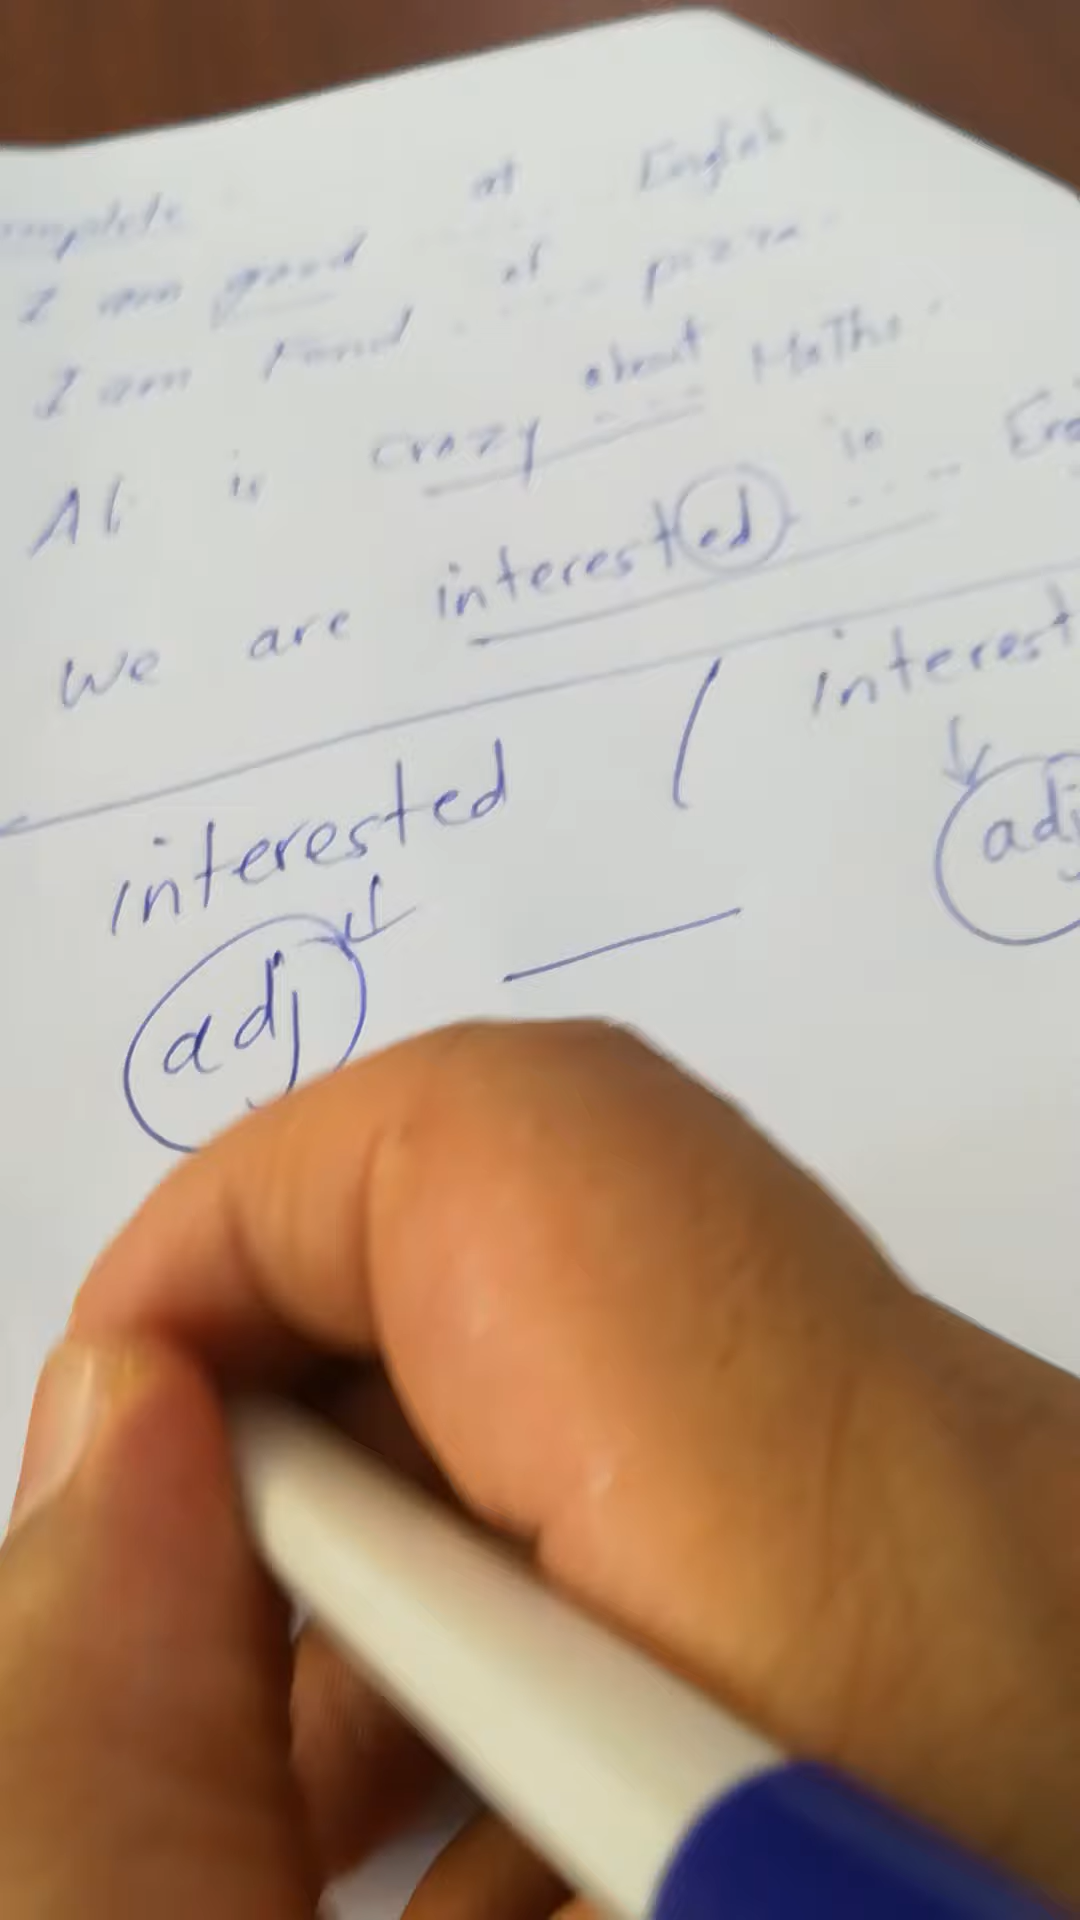 I am good at English
I am Fond of pizza.
Al is crazy about Maths.
We are interested in
interested / interest
adj adj